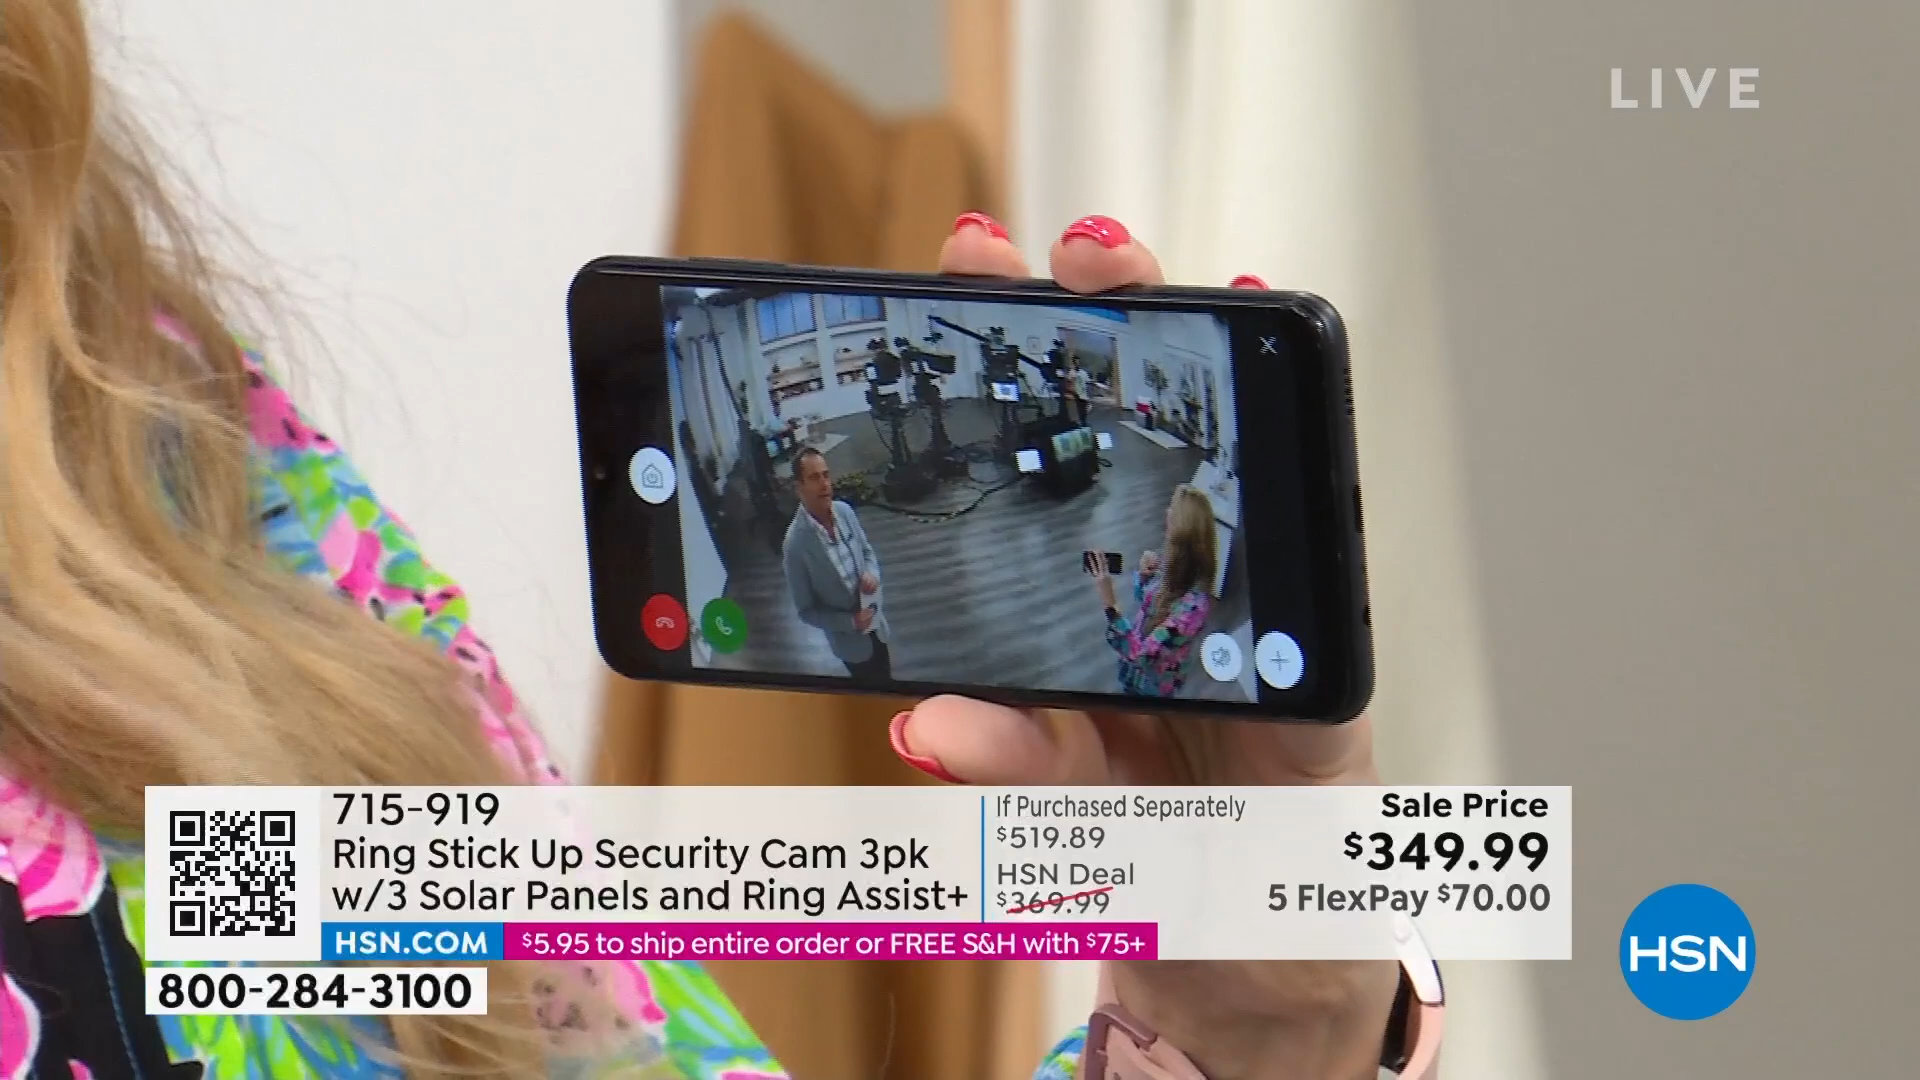 LIVE
715-919
Ring Stick Up Security Cam 3pk
w/3 Solar Panels and Ring Assist+
If Purchased Separately
$519.89
HSN Deal
$369.99
Sale Price
$349.99
5 FlexPay $70.00
HSN.COM
$5.95 to ship entire order or FREE S&H with $75+
800-284-3100
HSN